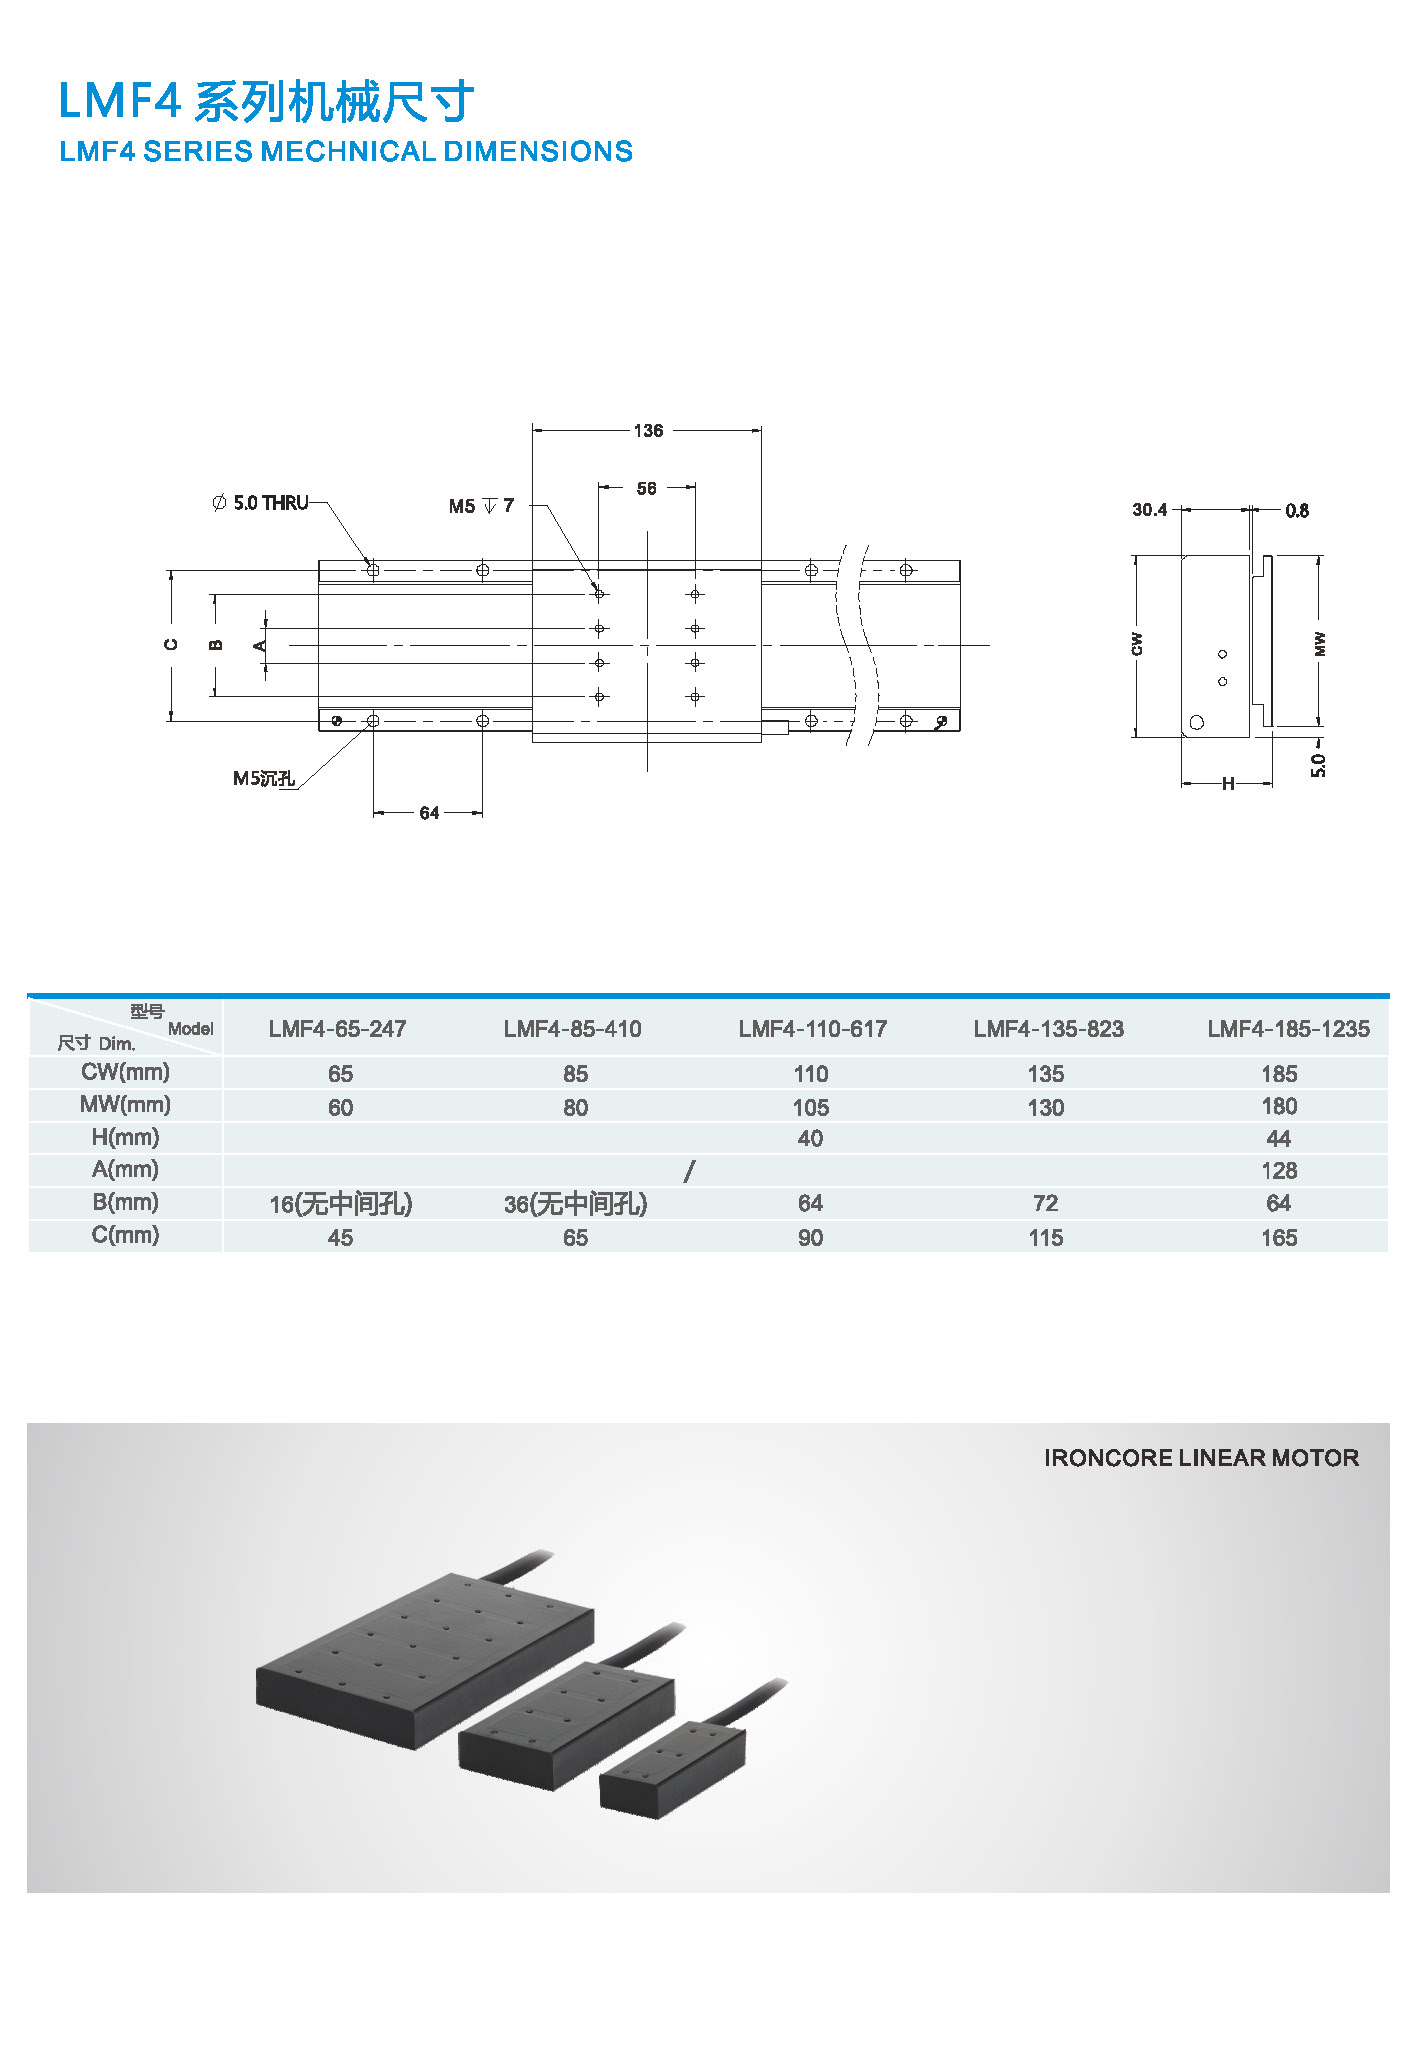 LMF4 系列机械尺寸
LMF4 SERIES MECHNICAL DIMENSIONS
136
56
Ø 5.0 THRU
M5 ↧ 7
C
B
A
M5沉孔
64
30.4
0.8
CW
MW
5.0
H
型号 Model
尺寸 Dim.
LMF4-65-247 LMF4-85-410 LMF4-110-617 LMF4-135-823 LMF4-185-1235
CW(mm) 65 85 110 135 185
MW(mm) 60 80 105 130 180
H(mm) 40 44
A(mm) / 128
B(mm) 16(无中间孔) 36(无中间孔) 64 72 64
C(mm) 45 65 90 115 165
IRONCORE LINEAR MOTOR